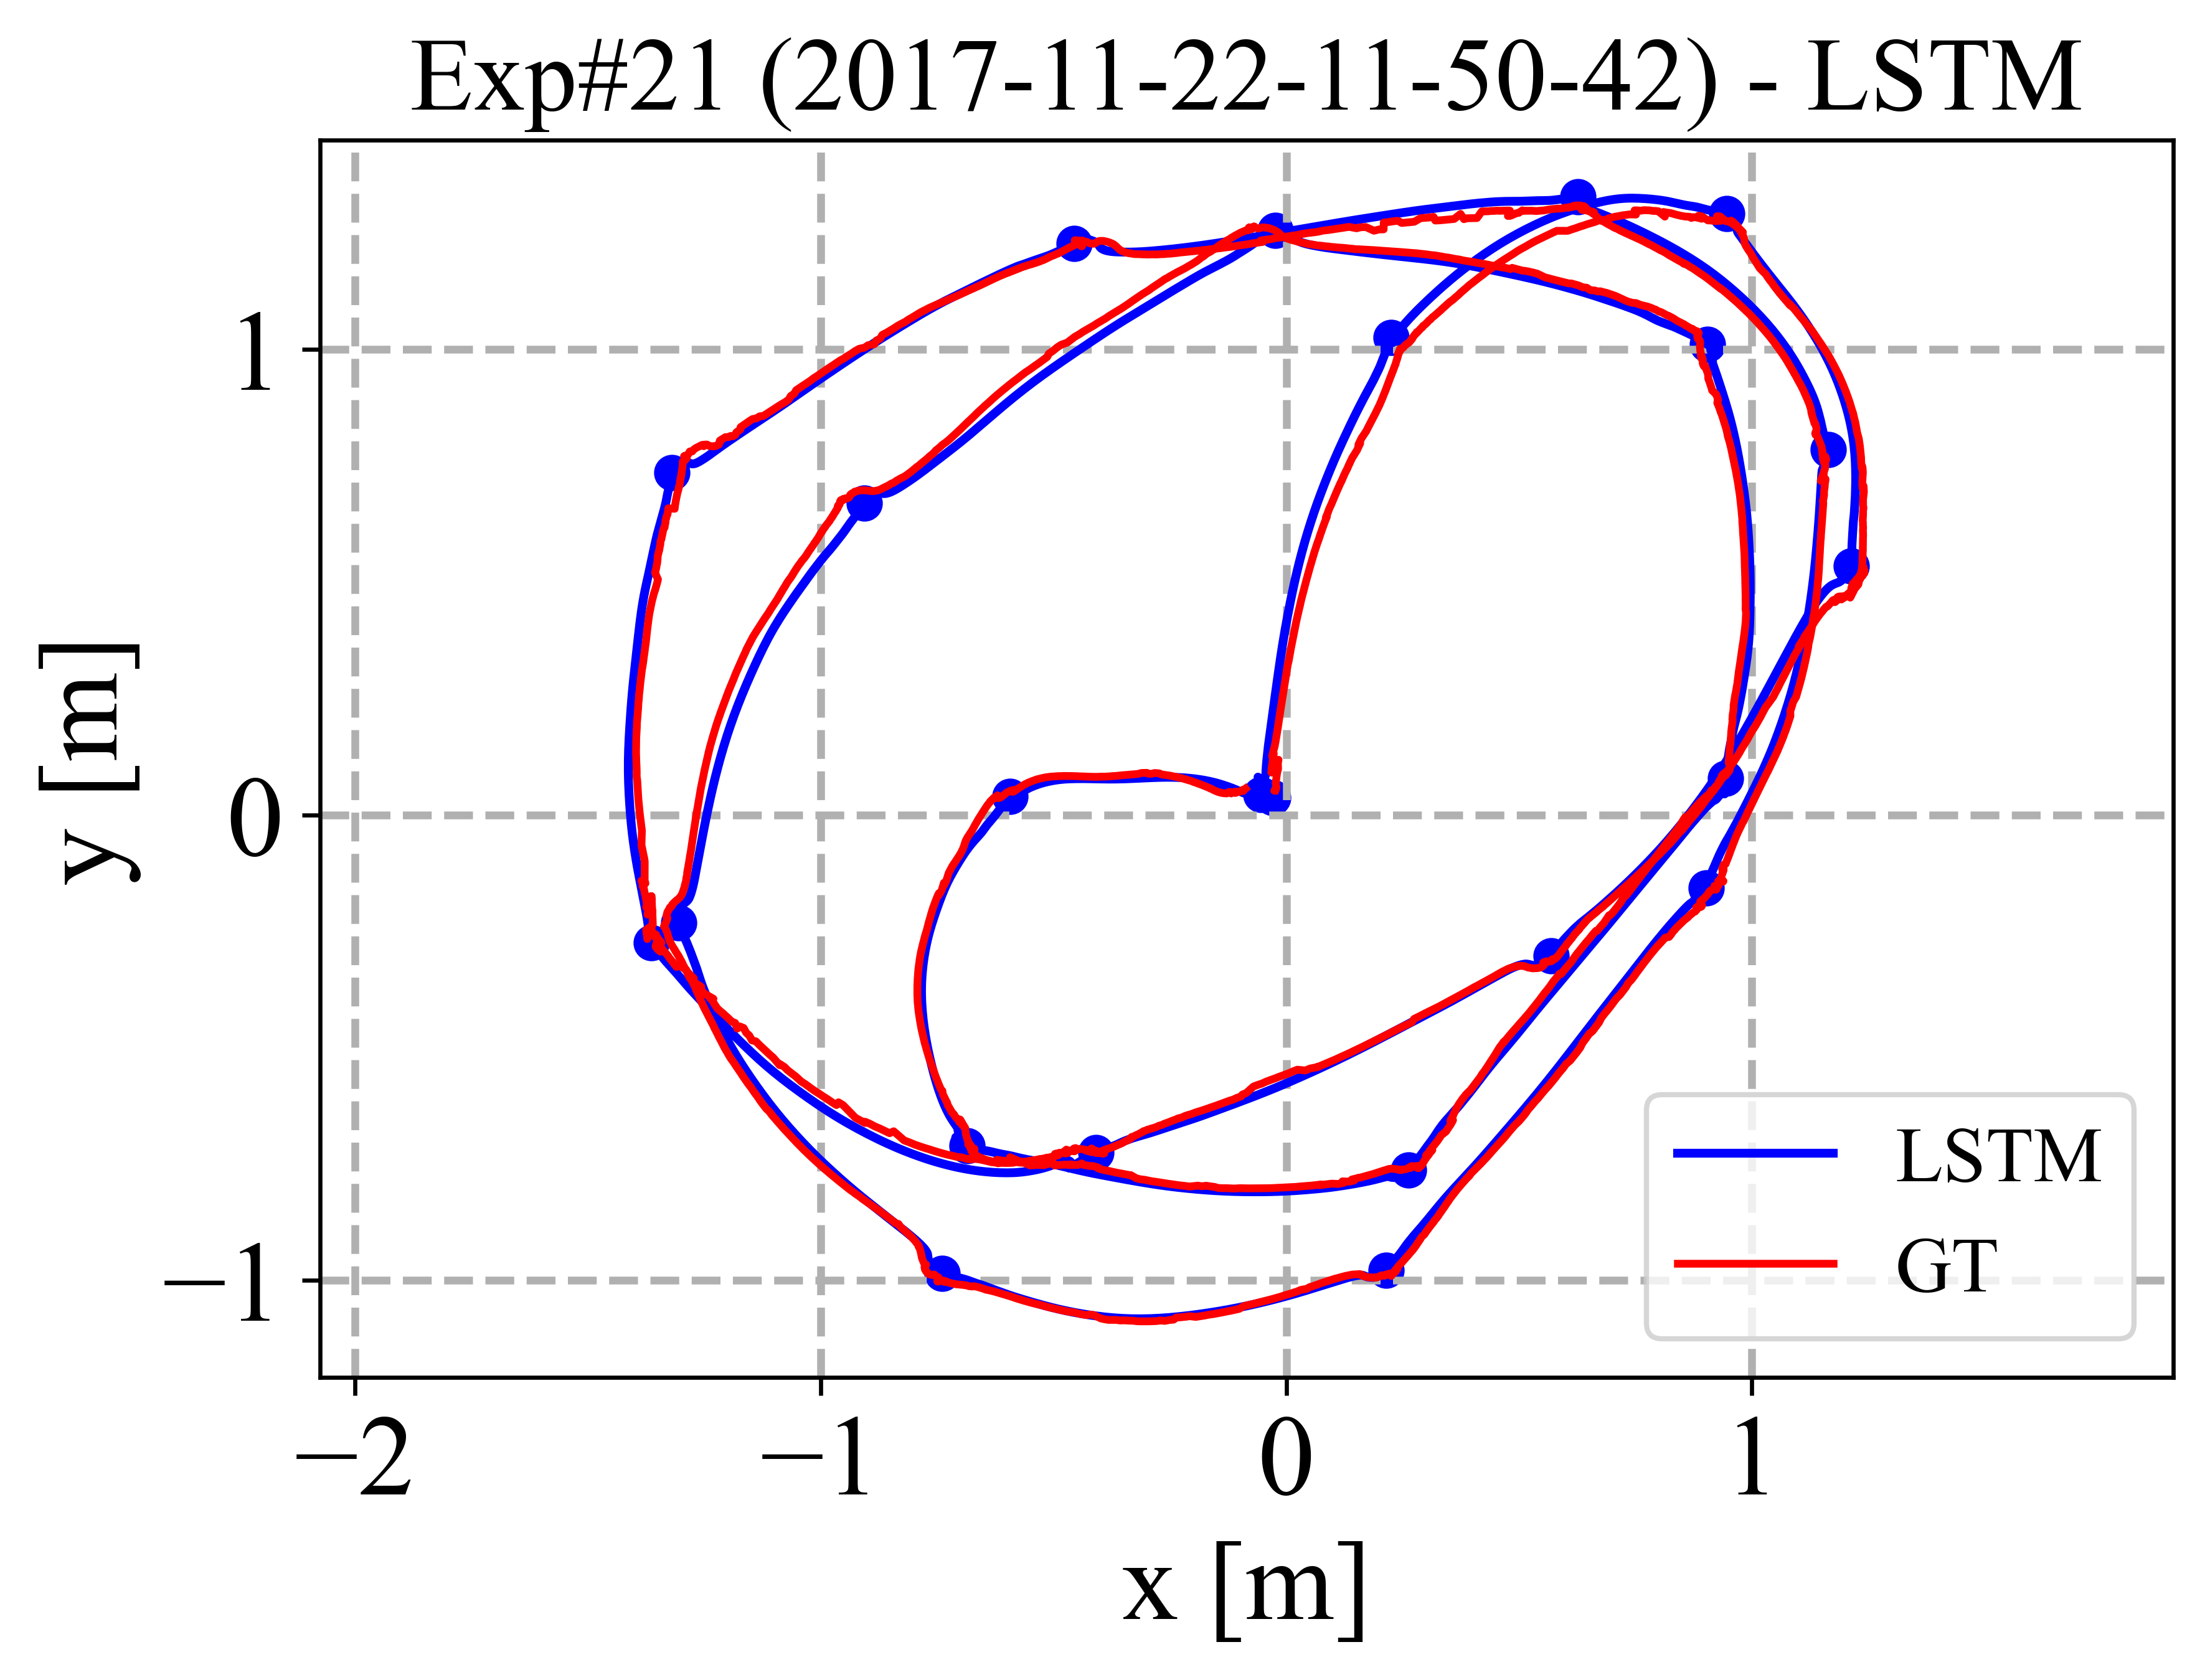 Exp#21 (2017-11-22-11-50-42) - LSTM
1
0
−1
y [m]
LSTM
GT
−2 −1 0 1
x [m]